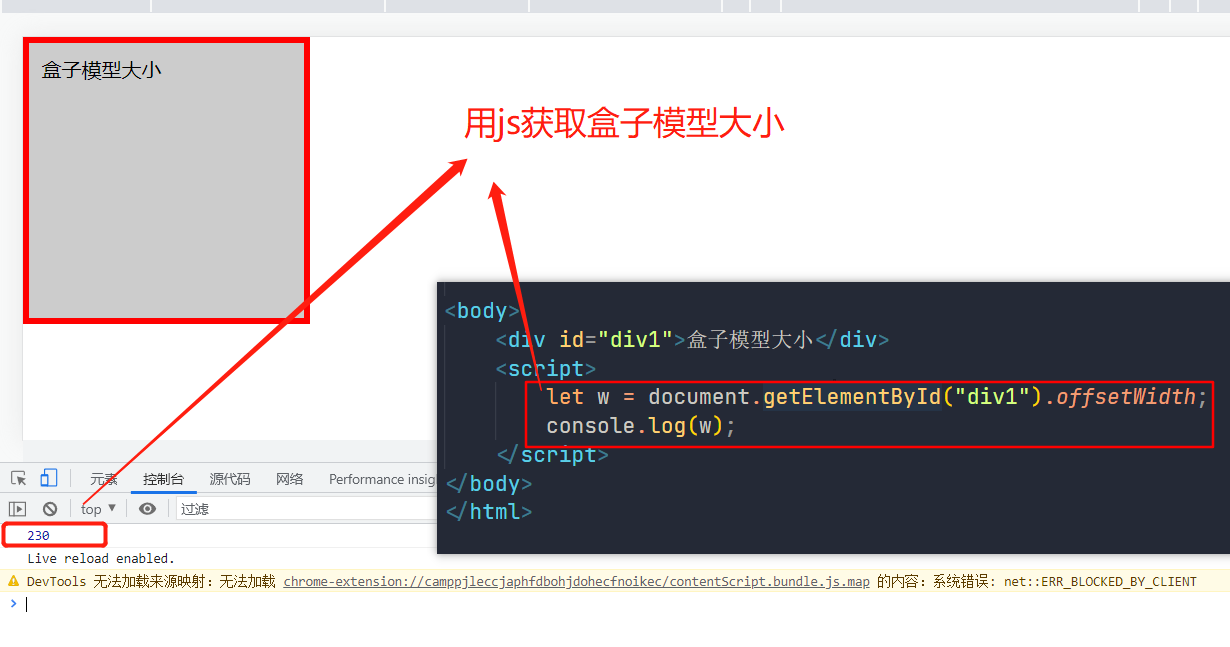 盒子模型大小
用js获取盒子模型大小
<body>
<div id="div1">盒子模型大小</div>
<script>
let w = document.getElementById("div1").offsetWidth;
console.log(w);
</script>
</body>
</html>
元素 控制台 源代码 网络 Performance insig
top ▼ 过滤
230
Live reload enabled.
DevTools 无法加载来源映射：无法加载 chrome-extension://camppjleccjaphfdbohjdohecfnoikec/contentScript.bundle.js.map 的内容：系统错误：net::ERR_BLOCKED_BY_CLIENT
>